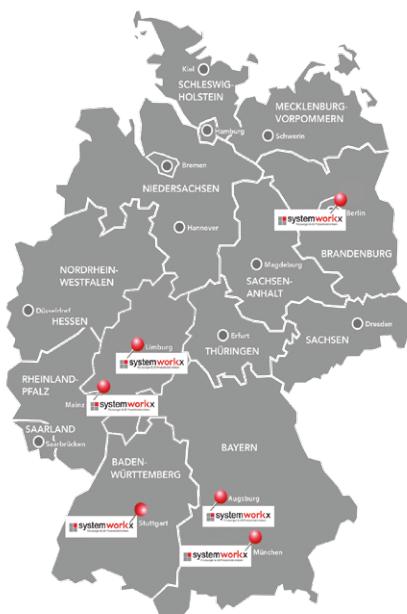 Kiel
SCHLESWIG-
HOLSTEIN
MECKLENBURG-
VORPOMMERN
Hamburg
Schwerin
Bremen
NIEDERSACHSEN
systemworkx
Berlin
Hannover
BRANDENBURG
NORDRHEIN-
WESTFALEN
Magdeburg
SACHSEN-
ANHALT
Düsseldorf
HESSEN
Dresden
Erfurt
THÜRINGEN
SACHSEN
Limburg
systemworkx
RHEINLAND-
PFALZ
Mainz
systemworkx
SAARLAND
Saarbrücken
BAYERN
BADEN-
WÜRTTEMBERG
Augsburg
systemworkx
systemworkx
Stuttgart
München
systemworkx